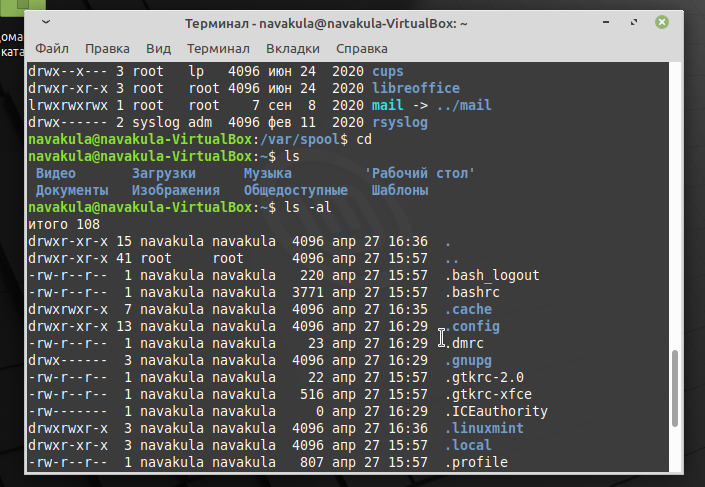 ома
ката
Терминал - navakula@navakula-VirtualBox: ~
Файл Правка Вид Терминал Вкладки Справка
drwx--x--- 3 root   lp   4096 июн 24  2020 cups
drwxr-xr-x 3 root   root 4096 июн 24  2020 libreoffice
lrwxrwxrwx 1 root   root    7 сен  8  2020 mail -> ../mail
drwx------ 2 syslog adm  4096 фев 11  2020 rsyslog
navakula@navakula-VirtualBox:/var/spool$ cd
navakula@navakula-VirtualBox:~$ ls
 Видео       Загрузки      Музыка         'Рабочий стол'
 Документы   Изображения   Общедоступные   Шаблоны
navakula@navakula-VirtualBox:~$ ls -al
итого 108
drwxr-xr-x 15 navakula navakula  4096 апр 27 16:36  .
drwxr-xr-x 41 root     root      4096 апр 27 15:57  ..
-rw-r--r--  1 navakula navakula   220 апр 27 15:57  .bash_logout
-rw-r--r--  1 navakula navakula  3771 апр 27 15:57  .bashrc
drwxrwxr-x  7 navakula navakula  4096 апр 27 16:35  .cache
drwxr-xr-x 13 navakula navakula  4096 апр 27 16:29  .config
-rw-r--r--  1 navakula navakula    23 апр 27 16:29  .dmrc
drwx------  3 navakula navakula  4096 апр 27 16:29  .gnupg
-rw-r--r--  1 navakula navakula    22 апр 27 15:57  .gtkrc-2.0
-rw-r--r--  1 navakula navakula   516 апр 27 15:57  .gtkrc-xfce
-rw-------  1 navakula navakula     0 апр 27 16:29  .ICEauthority
drwxrwxr-x  3 navakula navakula  4096 апр 27 16:36  .linuxmint
drwxr-xr-x  3 navakula navakula  4096 апр 27 15:57  .local
-rw-r--r--  1 navakula navakula   807 апр 27 15:57  .profile